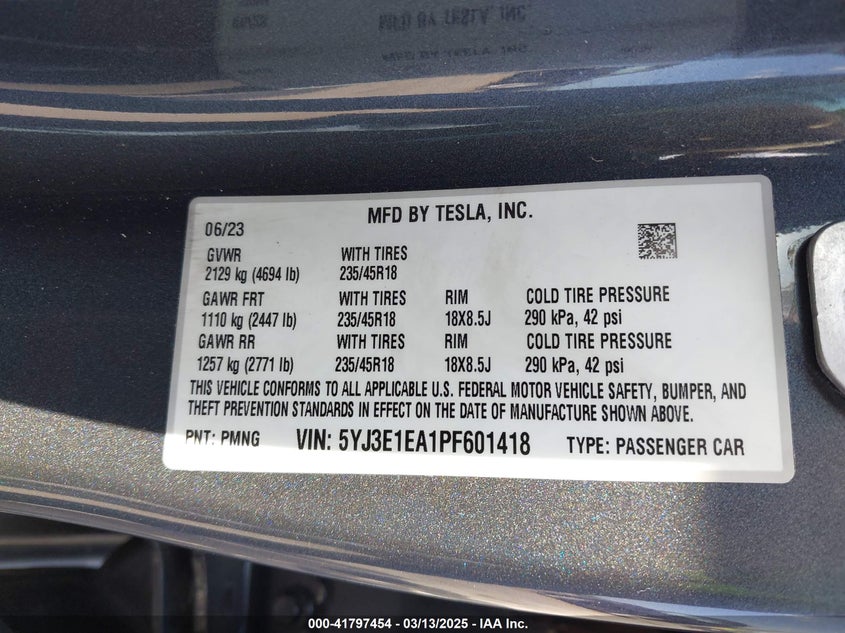 MFD BY TESLA, INC.
06/23
GVWR WITH TIRES
2129 kg (4694 lb) 235/45R18
GAWR FRT WITH TIRES RIM COLD TIRE PRESSURE
1110 kg (2447 lb) 235/45R18 18X8.5J 290 kPa, 42 psi
GAWR RR WITH TIRES RIM COLD TIRE PRESSURE
1257 kg (2771 lb) 235/45R18 18X8.5J 290 kPa, 42 psi
THIS VEHICLE CONFORMS TO ALL APPLICABLE U.S. FEDERAL MOTOR VEHICLE SAFETY, BUMPER, AND
THEFT PREVENTION STANDARDS IN EFFECT ON THE DATE OF MANUFACTURE SHOWN ABOVE.
PNT: PMNG VIN: 5YJ3E1EA1PF601418 TYPE: PASSENGER CAR
000-41797454 - 03/13/2025 - IAA Inc.